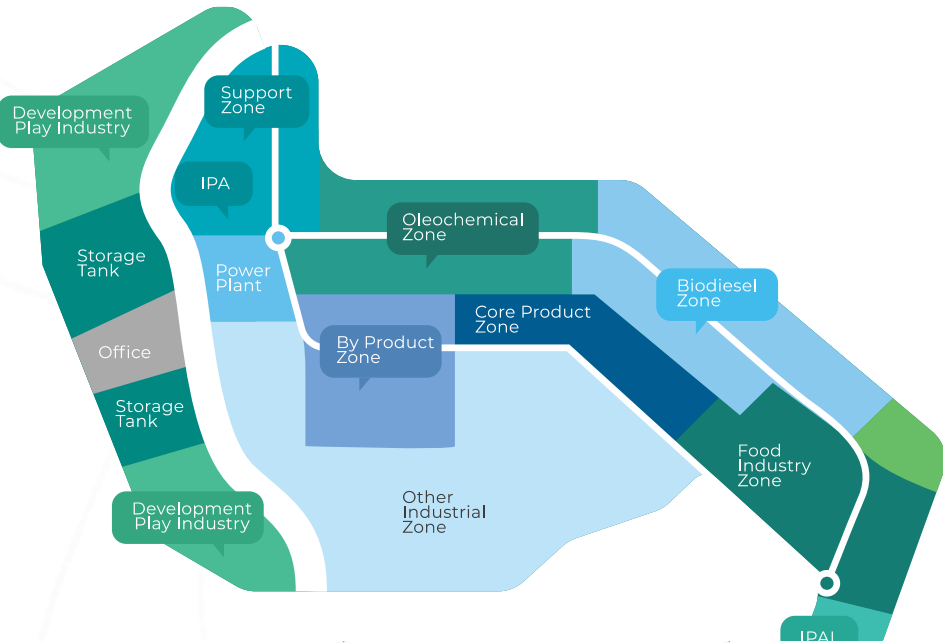 Support
Zone
Development
Play Industry
IPA
Oleochemical
Zone
Storage
Tank
Power
Plant
Biodiesel
Zone
Core Product
Zone
By Product
Zone
Office
Storage
Tank
Food
Industry
Zone
Other
Industrial
Zone
Development
Play Industry
IPAL